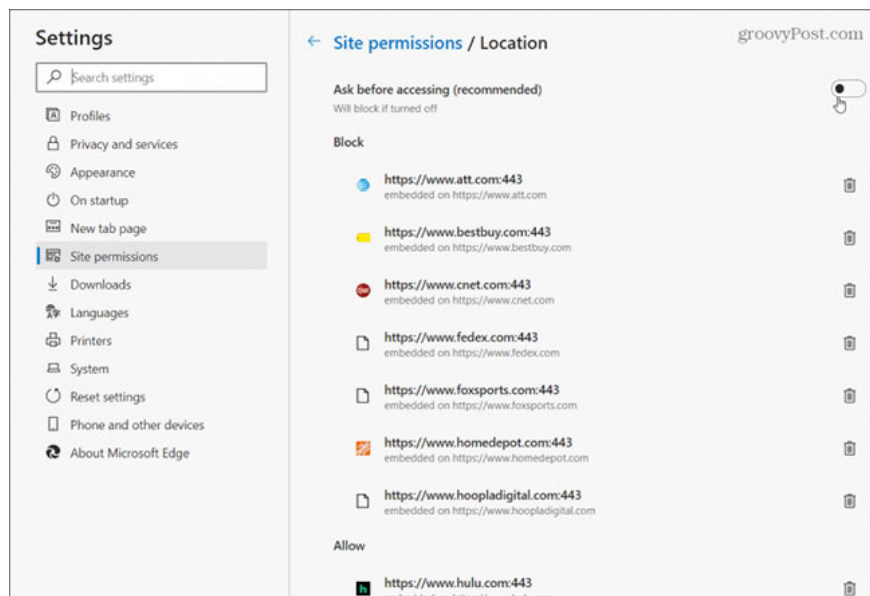 Settings
Search settings
Profiles
Privacy and services
Appearance
On startup
New tab page
Site permissions
Downloads
Languages
Printers
System
Reset settings
Phone and other devices
About Microsoft Edge
groovyPost.com
Site permissions / Location
Ask before accessing (recommended)
Will block if turned off
Block
https://www.att.com:443
embedded on https://www.att.com
https://www.bestbuy.com:443
embedded on https://www.bestbuy.com
https://www.cnet.com:443
embedded on https://www.cnet.com
https://www.fedex.com:443
embedded on https://www.fedex.com
https://www.foxsports.com:443
embedded on https://www.foxsports.com
https://www.homedepot.com:443
embedded on https://www.homedepot.com
https://www.hoopladigital.com:443
embedded on https://www.hoopladigital.com
Allow
h
https://www.hulu.com:443